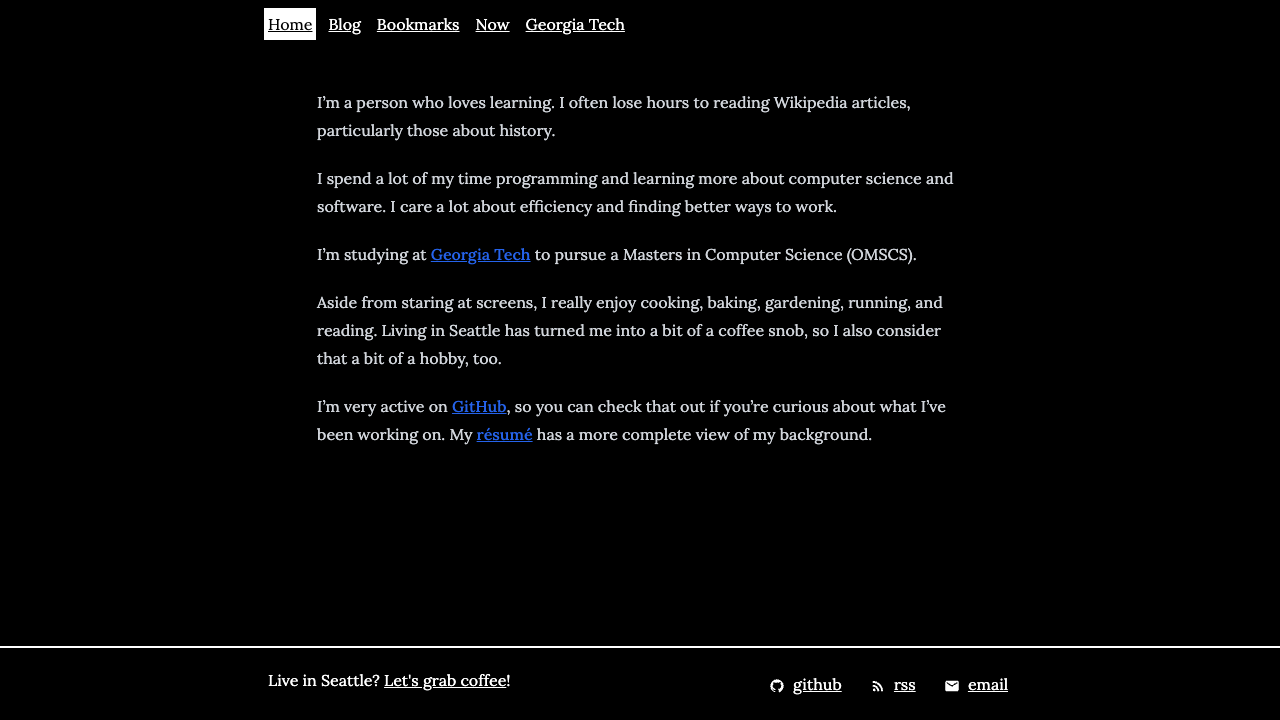 Home Blog Bookmarks Now Georgia Tech
I’m a person who loves learning. I often lose hours to reading Wikipedia articles,
particularly those about history.
I spend a lot of my time programming and learning more about computer science and
software. I care a lot about efficiency and finding better ways to work.
I’m studying at Georgia Tech to pursue a Masters in Computer Science (OMSCS).
Aside from staring at screens, I really enjoy cooking, baking, gardening, running, and
reading. Living in Seattle has turned me into a bit of a coffee snob, so I also consider
that a bit of a hobby, too.
I’m very active on GitHub, so you can check that out if you’re curious about what I’ve
been working on. My résumé has a more complete view of my background.
Live in Seattle? Let's grab coffee! github rss email